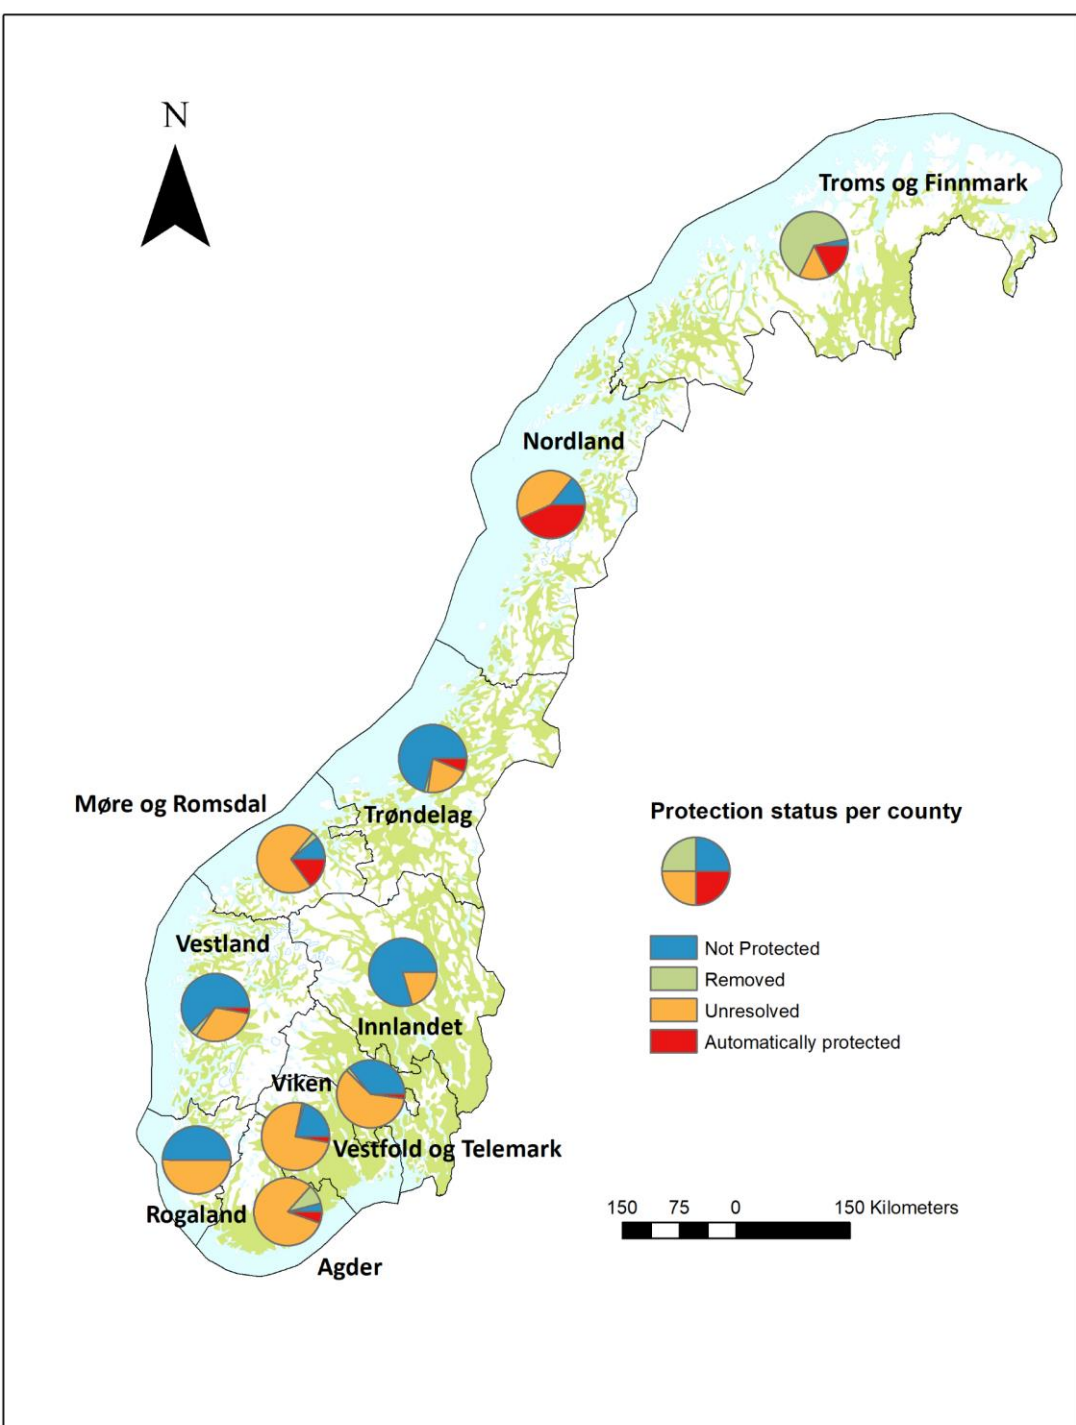 N
Troms og Finnmark
Nordland
Møre og Romsdal
Trøndelag
Protection status per county
Vestland
Not Protected
Removed
Innlandet
Unresolved
Automatically protected
Viken
Vestfold og Telemark
Rogaland
150 75 0 150 Kilometers
Agder